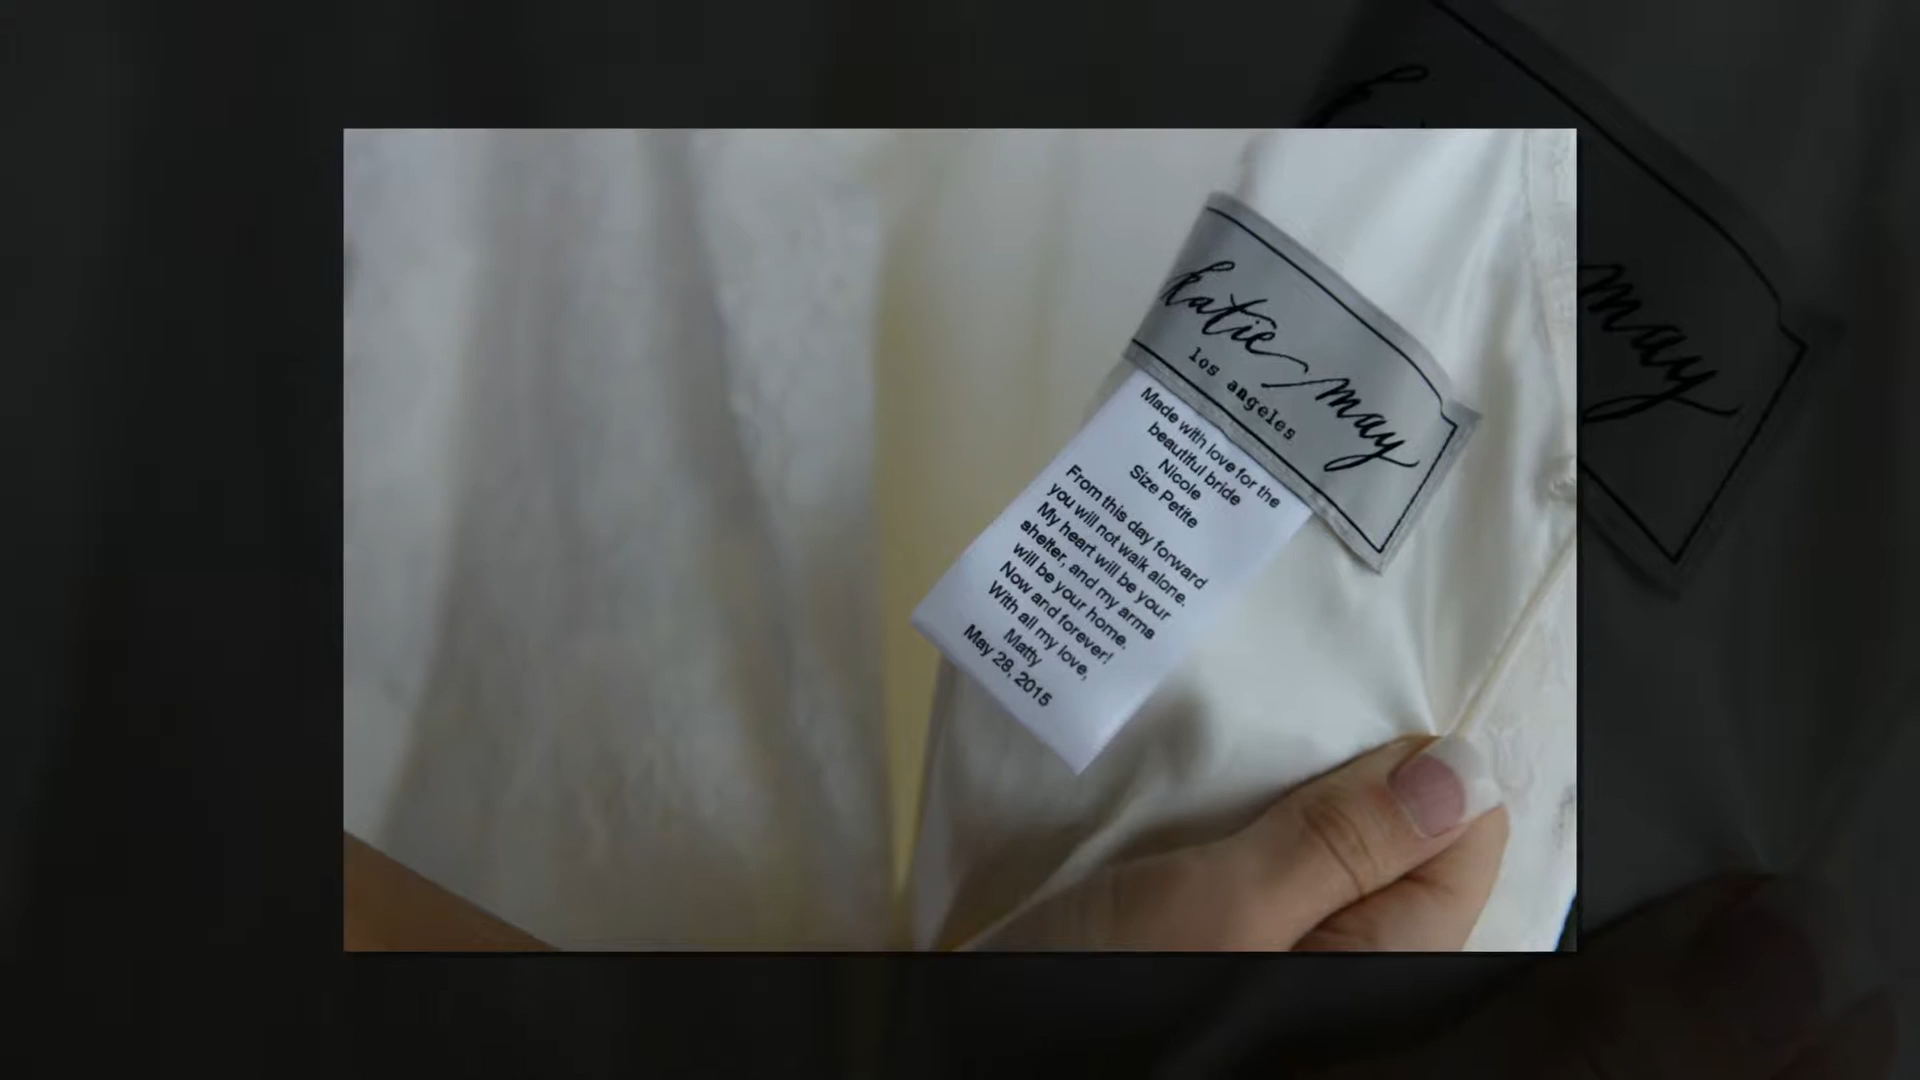 katie may
los angeles
Made with love for the
beautiful bride
Nicole
Size Petite
From this day forward
you will not walk alone.
My heart will be your
shelter, and my arms
will be your home.
Now and forever!
With all my love,
Matty
May 28, 2015
may